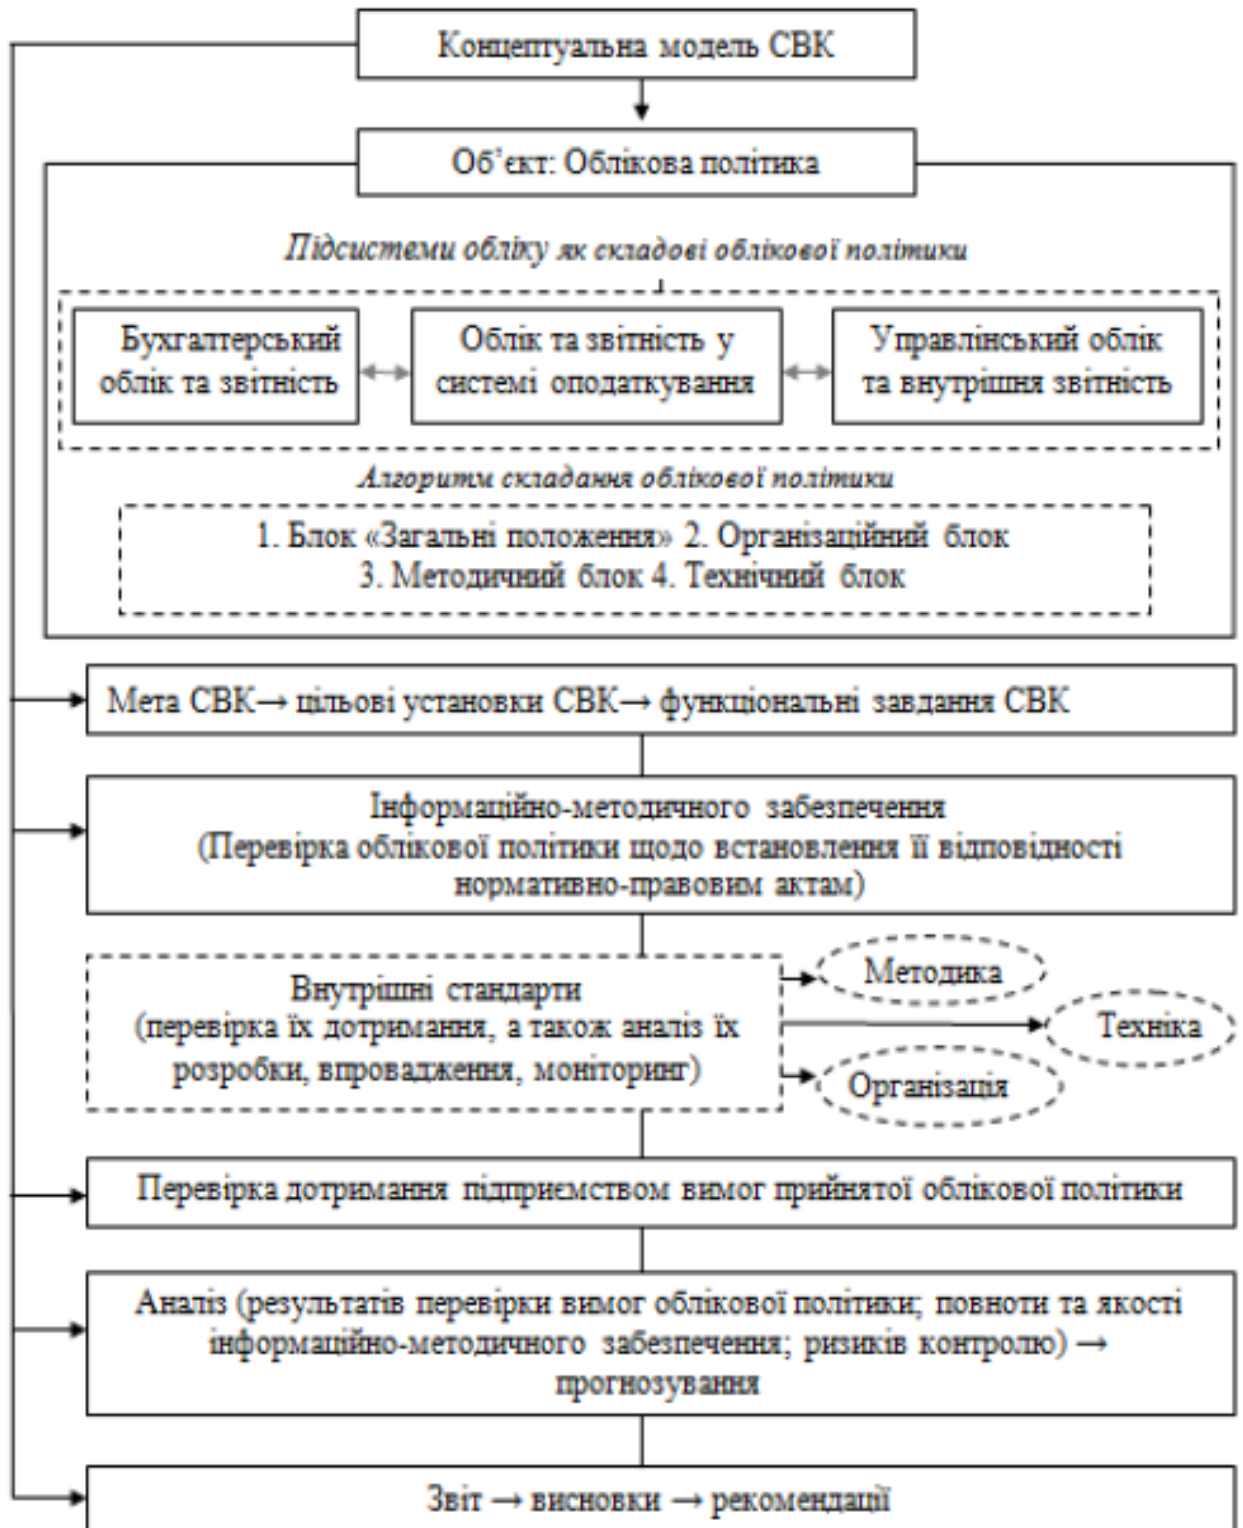 Концептуальна модель СВК
Об’єкт: Облікова політика
Підсистеми обліку як складові облікової політики
Бухгалтерський
облік та звітність
Облік та звітність у
системі оподаткування
Управлінський облік
та внутрішня звітність
Алгоритм складання облікової політики
1. Блок «Загальні положення» 2. Організаційний блок
3. Методичний блок 4. Технічний блок
Мета СВК→ цільові установки СВК→ функціональні завдання СВК
Інформаційно-методичного забезпечення
(Перевірка облікової політики щодо встановлення її відповідності
нормативно-правовим актам)
Внутрішні стандарти
(перевірка їх дотримання, а також аналіз їх
розробки, впровадження, моніторинг)
Методика
Техніка
Організація
Перевірка дотримання підприємством вимог прийнятої облікової політики
Аналіз (результатів перевірки вимог облікової політики; повноти та якості
інформаційно-методичного забезпечення; ризиків контролю) →
прогнозування
Звіт → висновки → рекомендації